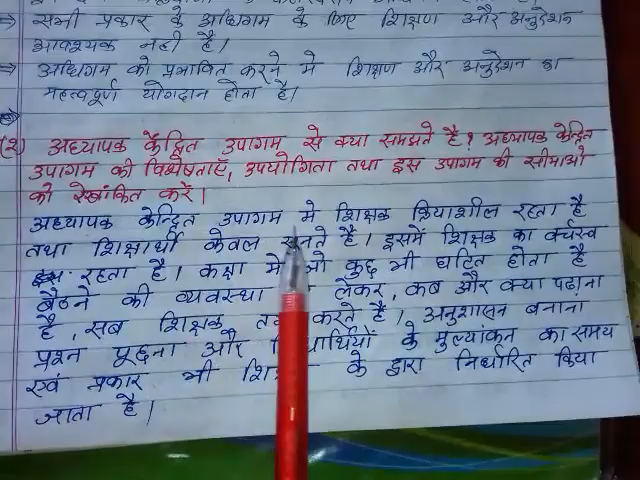 ⇒ सभी प्रकार के अधिगम के लिए शिक्षण और अनुदेशन
आवश्यक नहीं है।
⇒ अधिगम को प्रभावित करने मे शिक्षण और अनुदेशन का
महत्वपूर्ण योगदान होता है।
(2) अध्यापक केंद्रित उपागम से क्या समझते है? अध्यापक केन्द्रित
उपागम की विशेषताएँ, उपयोगिता तथा इस उपागम की सीमाओ
को रेखांकित करें।
अध्यापक केन्द्रित उपागम मे शिक्षक क्रियाशील रहता है
तथा शिक्षार्थी केवल सुनते है। इसमें शिक्षक का वर्चस्व
रहता है। कक्षा मे जो कुछ भी घटित होता है
बैठने की व्यवस्था लेकर, कब और क्या पढ़ाना
है, सब शिक्षक करते है। अनुशासन बनाना
प्रश्न पूछना और के मुल्यांकन का समय
एवं प्रकार भी के द्वारा निर्धारित किया
जाता है।